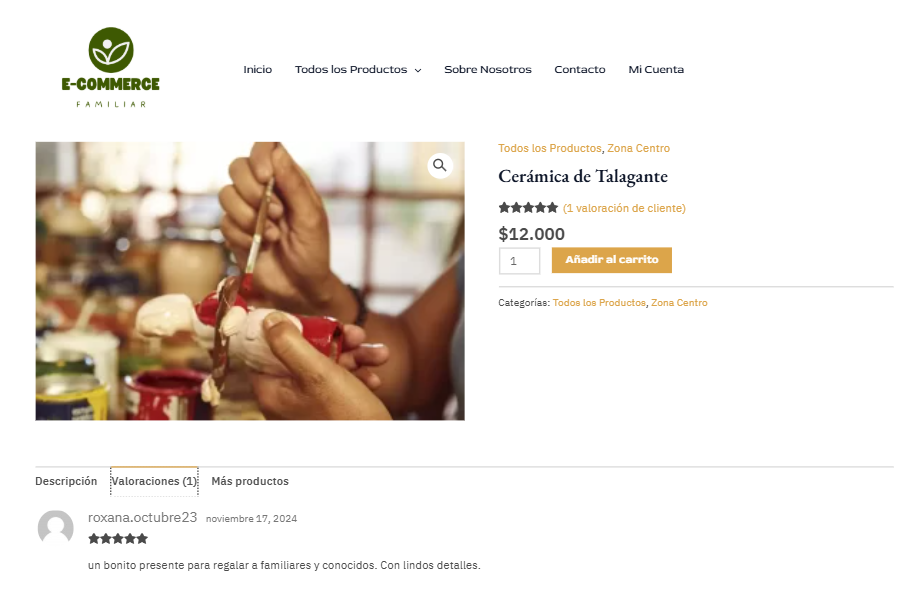 E-COMMERCE
FAMILIAR
Inicio Todos los Productos Sobre Nosotros Contacto Mi Cuenta
Todos los Productos, Zona Centro
Cerámica de Talagante
(1 valoración de cliente)
$12.000
1 Añadir al carrito
Categorías: Todos los Productos, Zona Centro
Descripción Valoraciones (1) Más productos
roxana.octubre23 noviembre 17, 2024
un bonito presente para regalar a familiares y conocidos. Con lindos detalles.